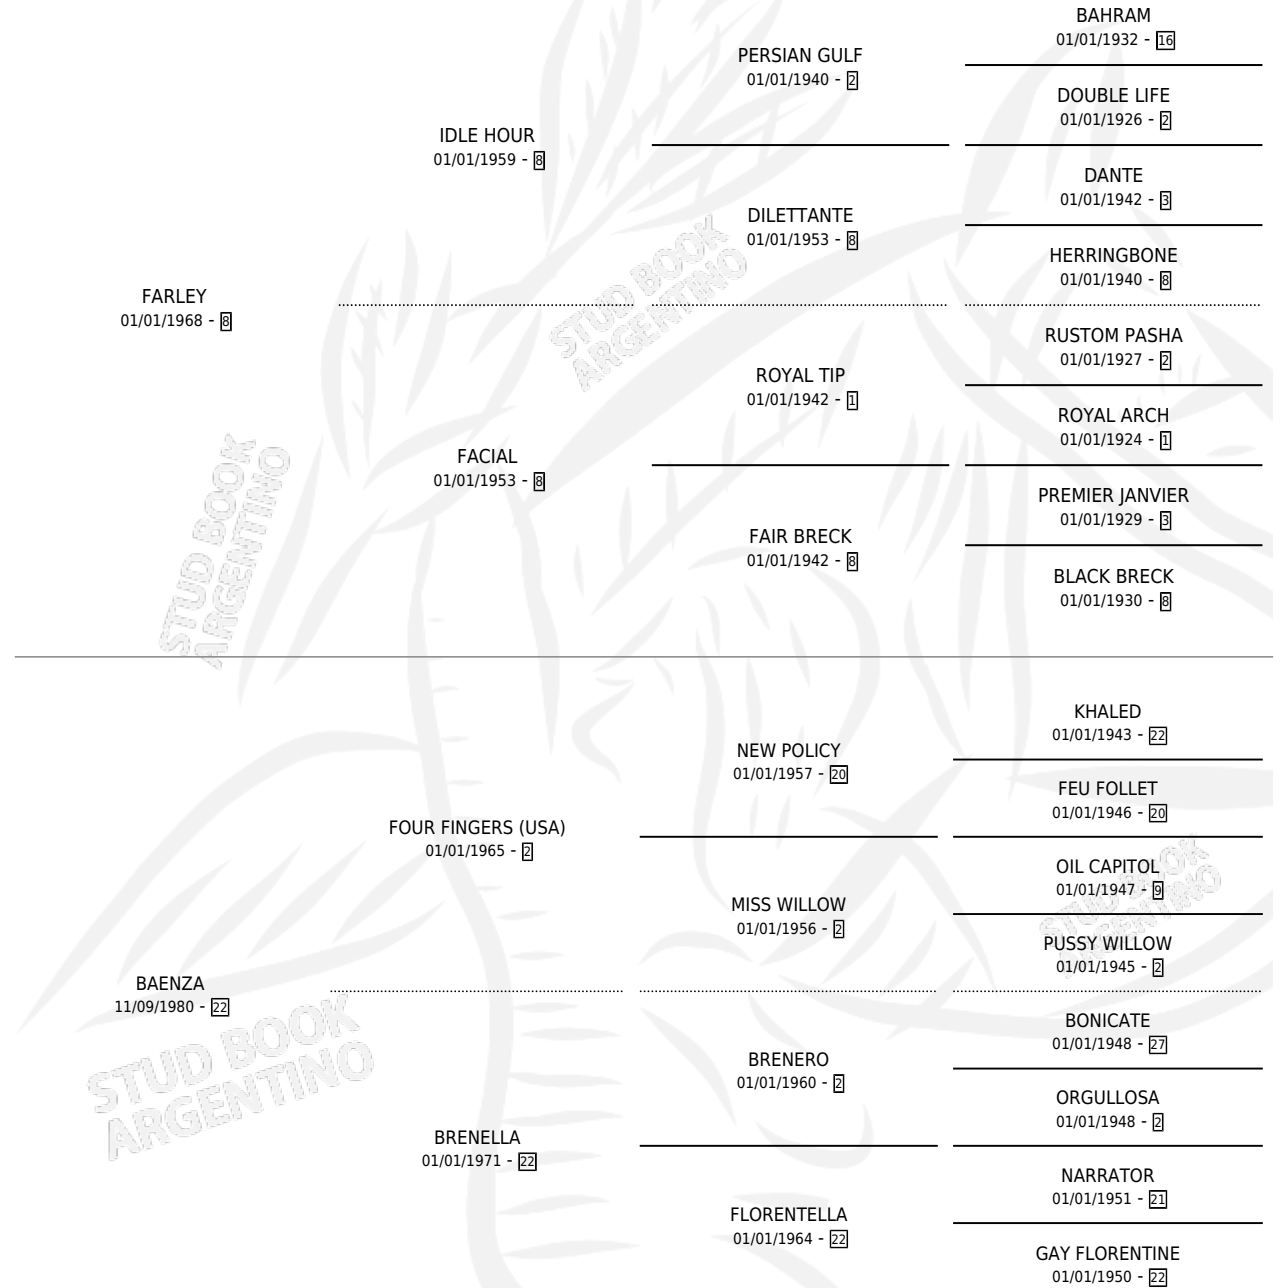 FARLEY
01/01/1968 - 8
IDLE HOUR
01/01/1959 - 8
PERSIAN GULF
01/01/1940 - 2
BAHRAM
01/01/1932 - 16
DOUBLE LIFE
01/01/1926 - 2
DILETTANTE
01/01/1953 - 8
DANTE
01/01/1942 - 3
HERRINGBONE
01/01/1940 - 8
FACIAL
01/01/1953 - 8
ROYAL TIP
01/01/1942 - 1
RUSTOM PASHA
01/01/1927 - 2
ROYAL ARCH
01/01/1924 - 1
FAIR BRECK
01/01/1942 - 8
PREMIER JANVIER
01/01/1929 - 3
BLACK BRECK
01/01/1930 - 8
STUD BOOK
ARGENTINO
STUD BOOK
ARGENTINO
BAENZA
11/09/1980 - 22
FOUR FINGERS (USA)
01/01/1965 - 2
NEW POLICY
01/01/1957 - 20
KHALED
01/01/1943 - 22
FEU FOLLET
01/01/1946 - 20
MISS WILLOW
01/01/1956 - 2
OIL CAPITOL
01/01/1947 - 9
PUSSY WILLOW
01/01/1945 - 2
BRENELLA
01/01/1971 - 22
BRENERO
01/01/1960 - 2
BONICATE
01/01/1948 - 27
ORGULLOSA
01/01/1948 - 2
FLORENTELLA
01/01/1964 - 22
NARRATOR
01/01/1951 - 21
GAY FLORENTINE
01/01/1950 - 22
STUD BOOK
ARGENTINO
STUD BOOK
ARGENTINO